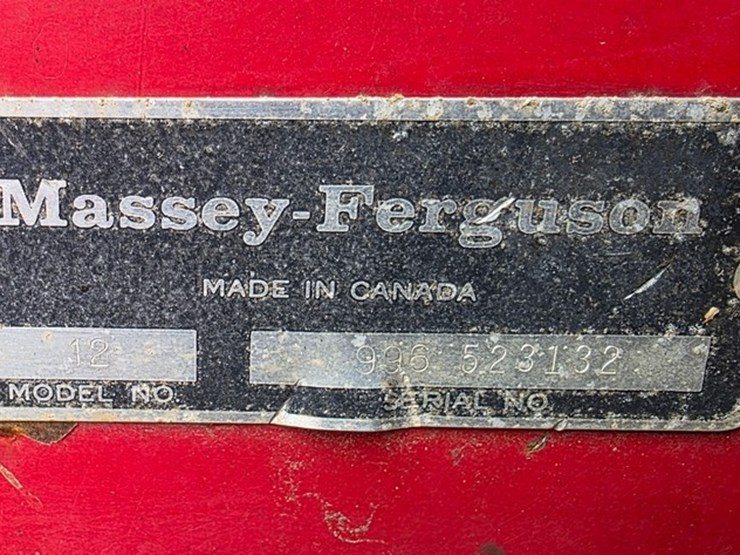 Massey-Ferguson
MADE IN CANADA
12 996 523132
MODEL NO. SERIAL NO.